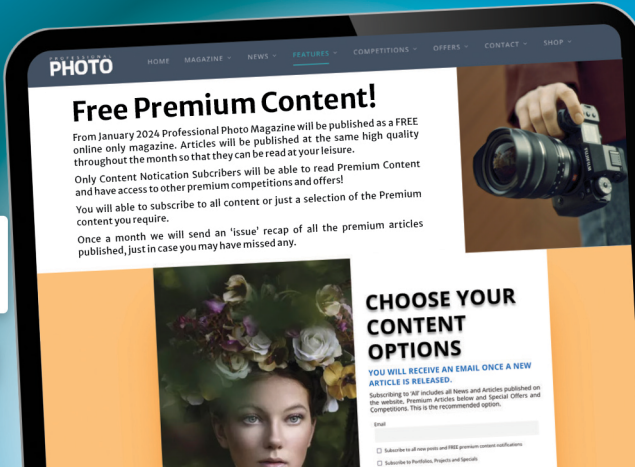 PROFESSIONAL
PHOTO
HOME MAGAZINE NEWS FEATURES COMPETITIONS OFFERS CONTACT SHOP
Free Premium Content!
From January 2024 Professional Photo Magazine will be published as a FREE
online only magazine. Articles will be published at the same high quality
throughout the month so that they can be read at your leisure.
Only Content Notication Subcribers will be able to read Premium Content
and have access to other premium competitions and offers!
You will able to subscribe to all content or just a selection of the Premium
content you require.
Once a month we will send an ‘issue’ recap of all the premium articles
published, just in case you may have missed any.
CHOOSE YOUR
CONTENT
OPTIONS
YOU WILL RECEIVE AN EMAIL ONCE A NEW
ARTICLE IS RELEASED.
Subscribing to 'All' includes all News and Articles published on
the website, Premium Articles below and Special Offers and
Competitions. This is the recommended option.
Email
Subscribe to all new posts and FREE premium content notifications
Subscribe to Portfolios, Projects and Specials